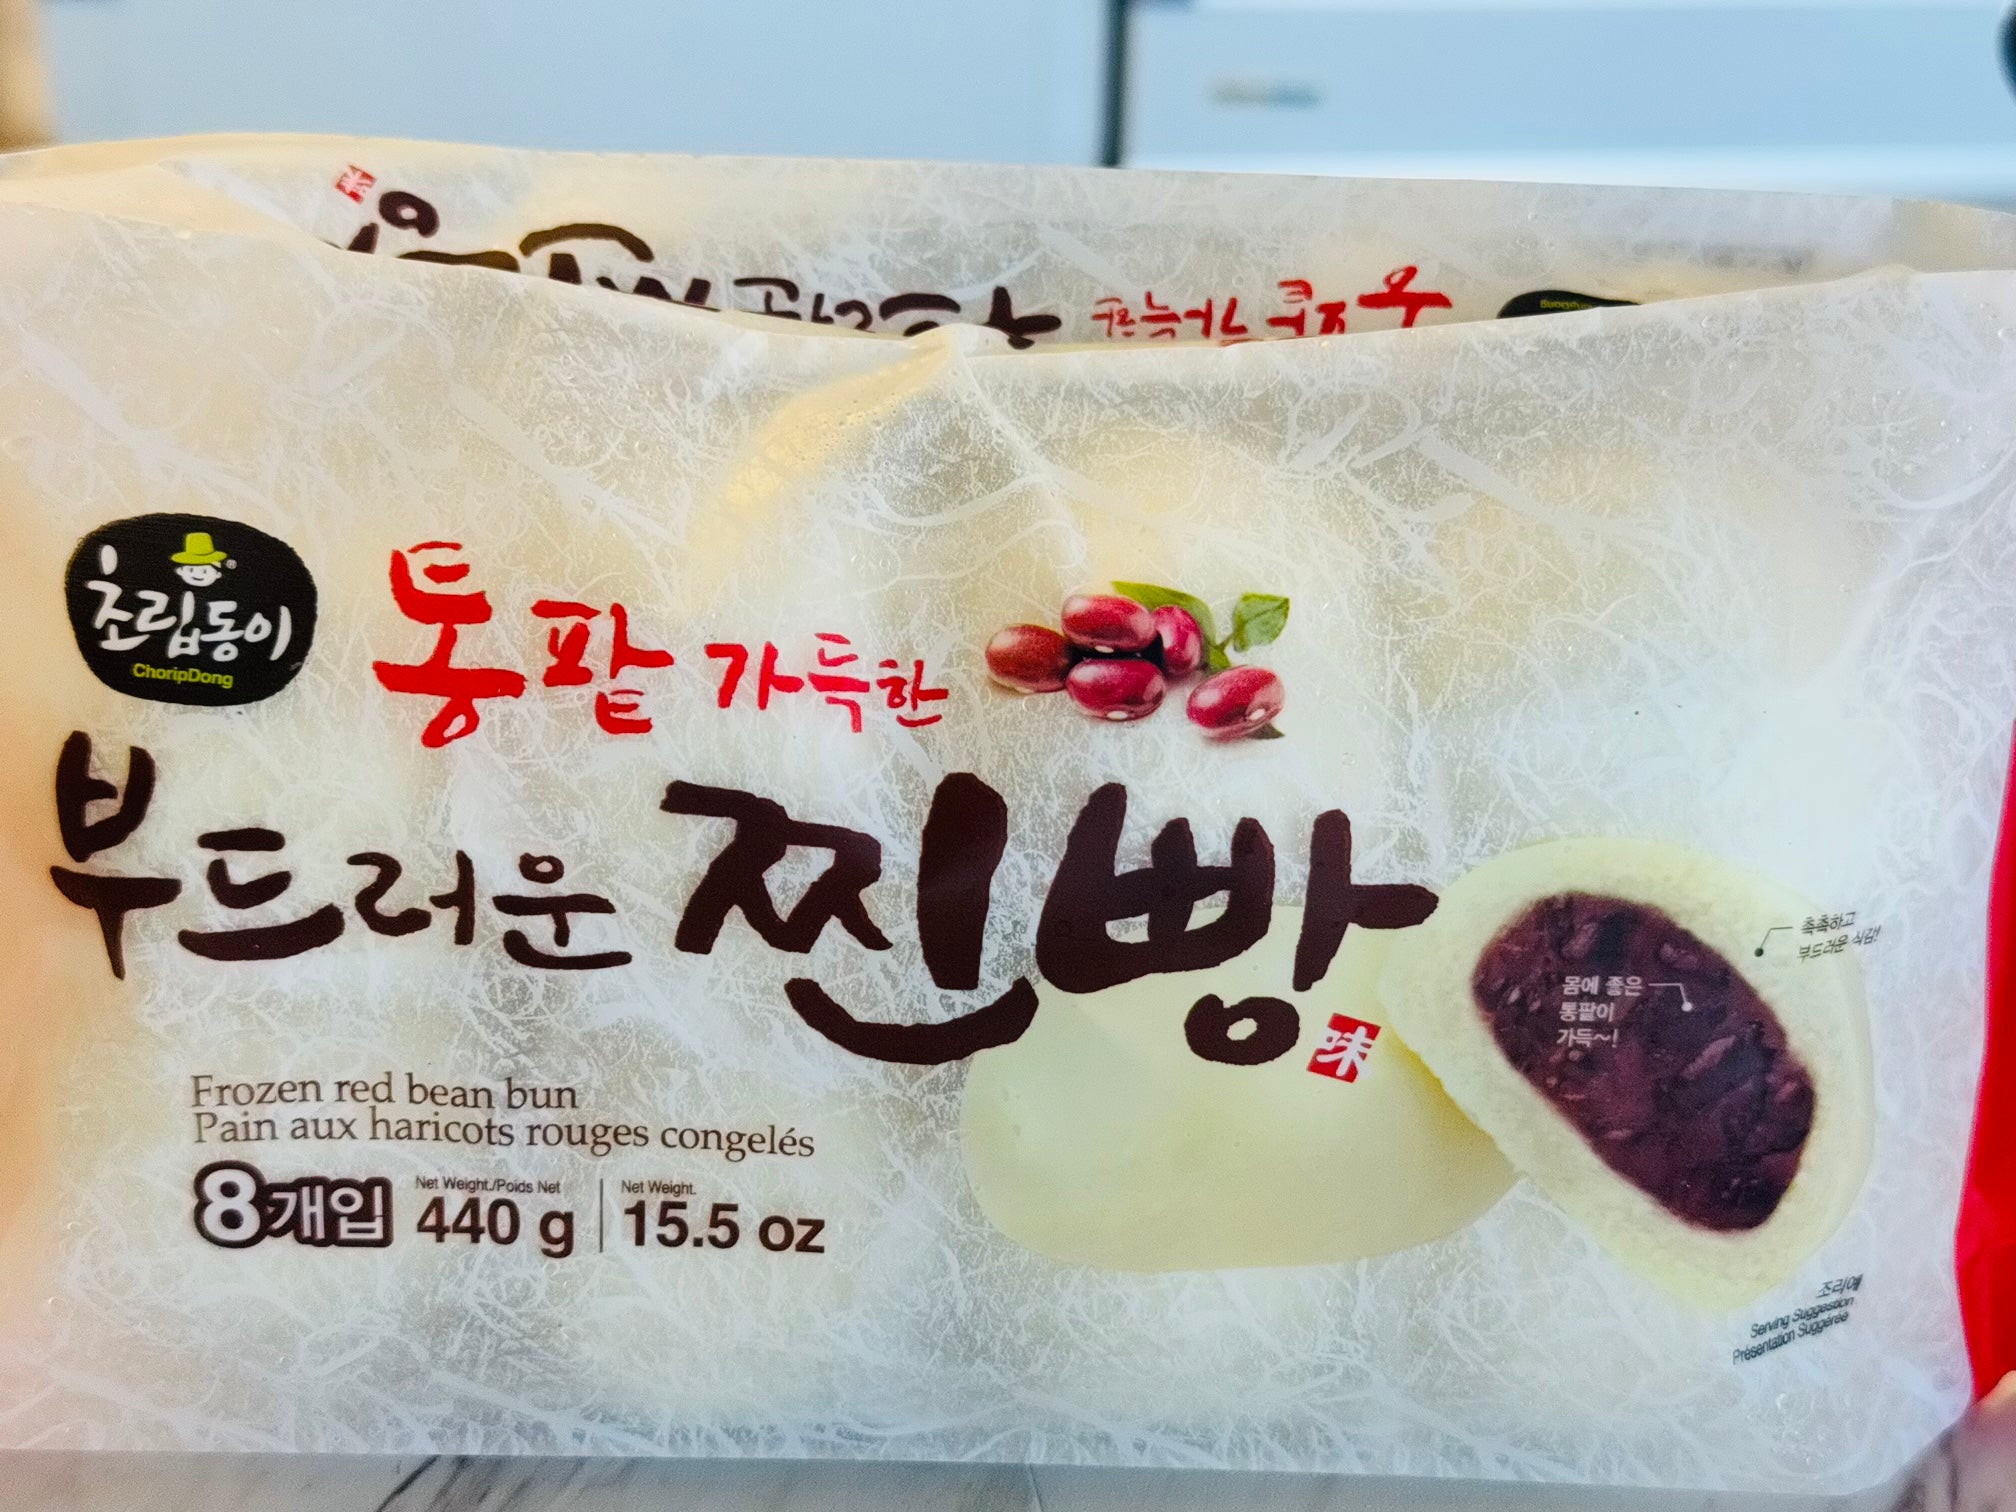 초립동이
ChoripDong
통팥 가득한
부드러운 찐빵
味
촉촉하고
부드러운 식감!
몸에 좋은
통팥이
가득~!
Frozen red bean bun
Pain aux haricots rouges congelés
8개입
Net Weight./Poids Net
440 g
Net Weight.
15.5 oz
조리예
Serving Suggestion
Présentation Suggérée